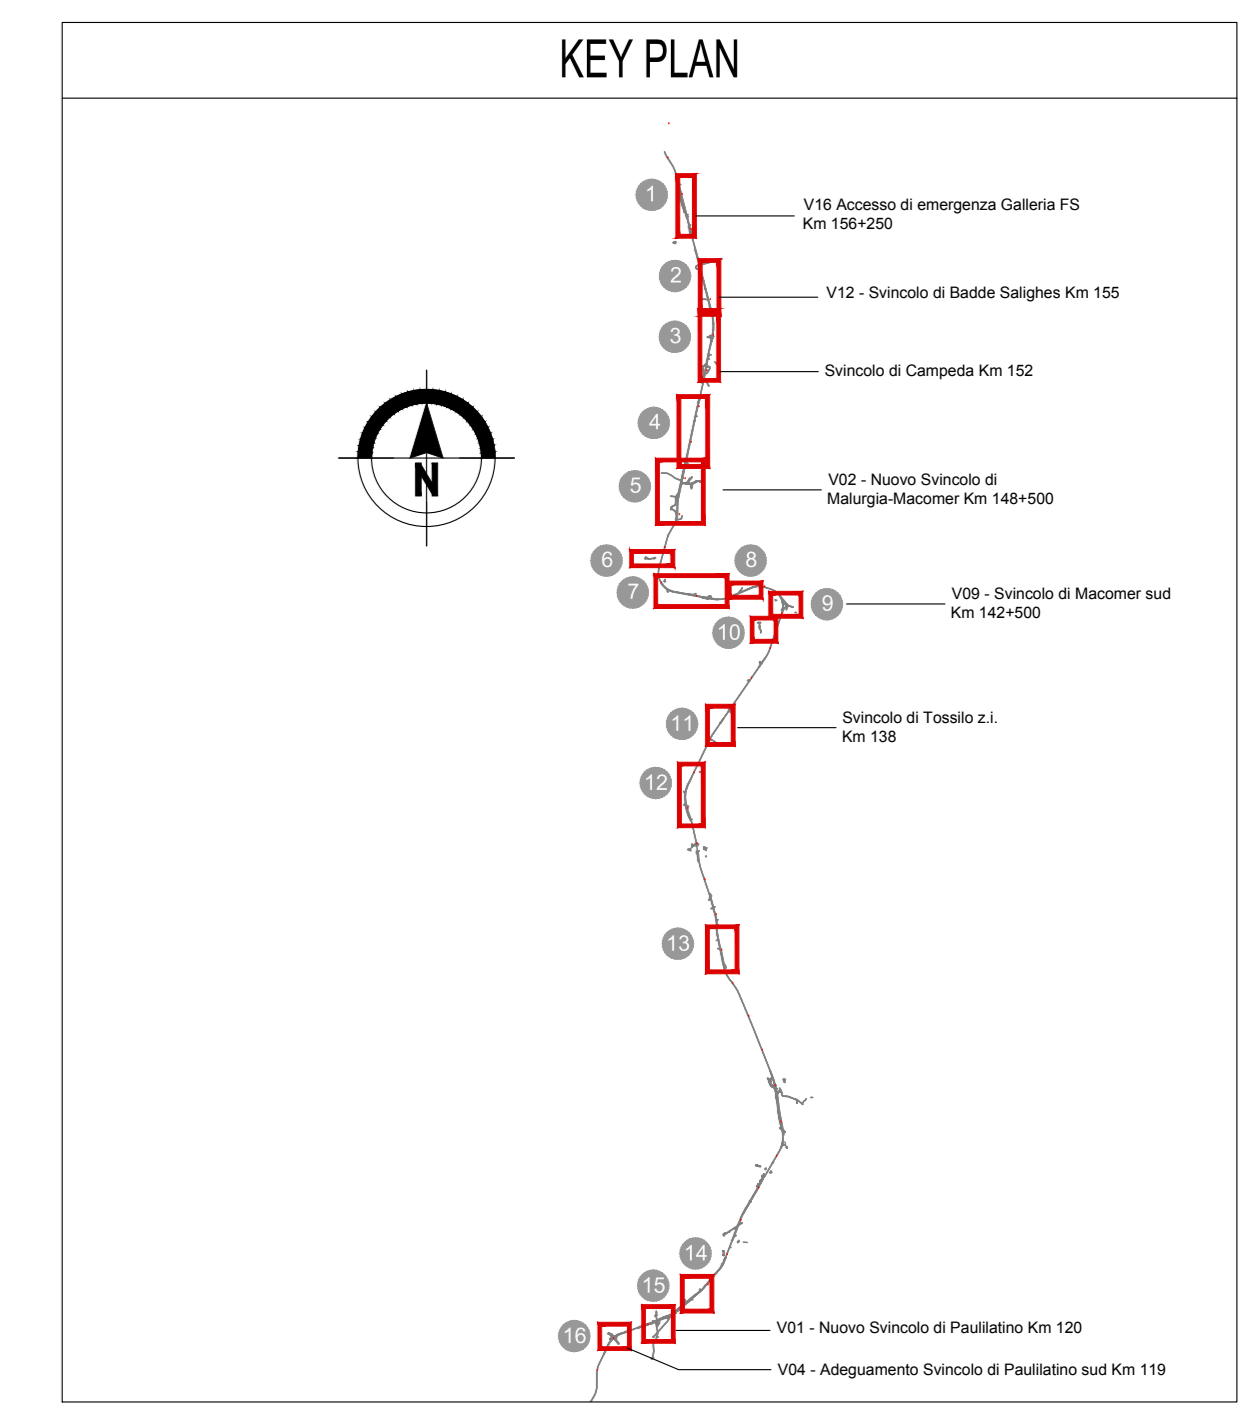 KEY PLAN
1
V16 Accesso di emergenza Galleria FS
Km 156+250
2
V12 - Svincolo di Badde Salighes Km 155
3
Svincolo di Campeda Km 152
4
N
5
V02 - Nuovo Svincolo di
Malurgia-Macomer Km 148+500
6
7
8
9
V09 - Svincolo di Macomer sud
Km 142+500
10
11
Svincolo di Tossilo z.i.
Km 138
12
13
14
15
16
V01 - Nuovo Svincolo di Paulilatino Km 120
V04 - Adeguamento Svincolo di Paulilatino sud Km 119